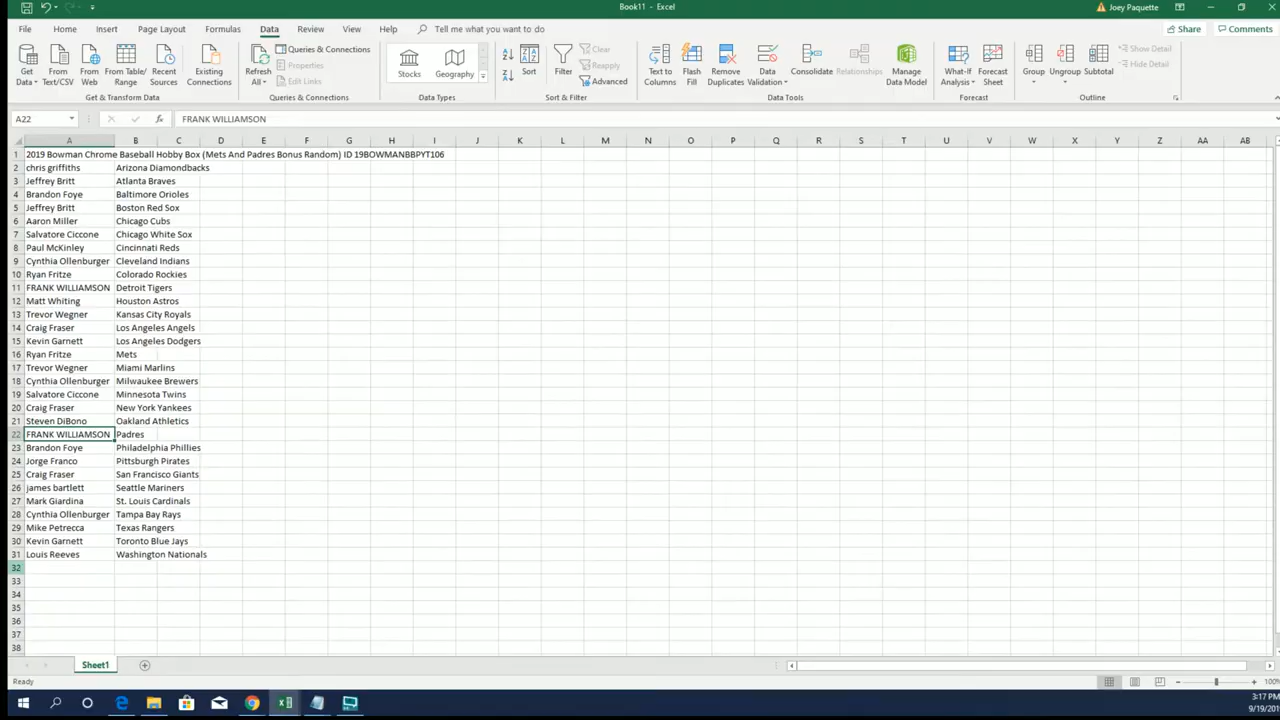 Book11 - Excel
Joey Paquette
File Home Insert Page Layout Formulas Data Review View Help Tell me what you want to do
Share Comments
Get Data
From Text/CSV
From Web
From Table/Range
Recent Sources
Existing Connections
Get & Transform Data
Refresh All
Queries & Connections
Properties
Edit Links
Queries & Connections
Stocks
Geography
Data Types
Sort
Filter
Clear
Reapply
Advanced
Sort & Filter
Text to Columns
Flash Fill
Remove Duplicates
Data Validation
Consolidate
Relationships
Manage Data Model
Data Tools
What-If Analysis
Forecast Sheet
Forecast
Group
Ungroup
Subtotal
Show Detail
Hide Detail
Outline
A22 fx FRANK WILLIAMSON
A B C D E F G H I J K L M N O P Q R S T U V W X Y Z AA AB
1 2019 Bowman Chrome Baseball Hobby Box (Mets And Padres Bonus Random) ID 19BOWMANBBPYT106
2 chris griffiths Arizona Diamondbacks
3 Jeffrey Britt Atlanta Braves
4 Brandon Foye Baltimore Orioles
5 Jeffrey Britt Boston Red Sox
6 Aaron Miller Chicago Cubs
7 Salvatore Ciccone Chicago White Sox
8 Paul McKinley Cincinnati Reds
9 Cynthia Ollenburger Cleveland Indians
10 Ryan Fritze Colorado Rockies
11 FRANK WILLIAMSON Detroit Tigers
12 Matt Whiting Houston Astros
13 Trevor Wegner Kansas City Royals
14 Craig Fraser Los Angeles Angels
15 Kevin Garnett Los Angeles Dodgers
16 Ryan Fritze Mets
17 Trevor Wegner Miami Marlins
18 Cynthia Ollenburger Milwaukee Brewers
19 Salvatore Ciccone Minnesota Twins
20 Craig Fraser New York Yankees
21 Steven DiBono Oakland Athletics
22 FRANK WILLIAMSON Padres
23 Brandon Foye Philadelphia Phillies
24 Jorge Franco Pittsburgh Pirates
25 Craig Fraser San Francisco Giants
26 james bartlett Seattle Mariners
27 Mark Giardina St. Louis Cardinals
28 Cynthia Ollenburger Tampa Bay Rays
29 Mike Petrecca Texas Rangers
30 Kevin Garnett Toronto Blue Jays
31 Louis Reeves Washington Nationals
32
33
34
35
36
37
38
Sheet1
Ready
100%
3:17 PM
9/19/201